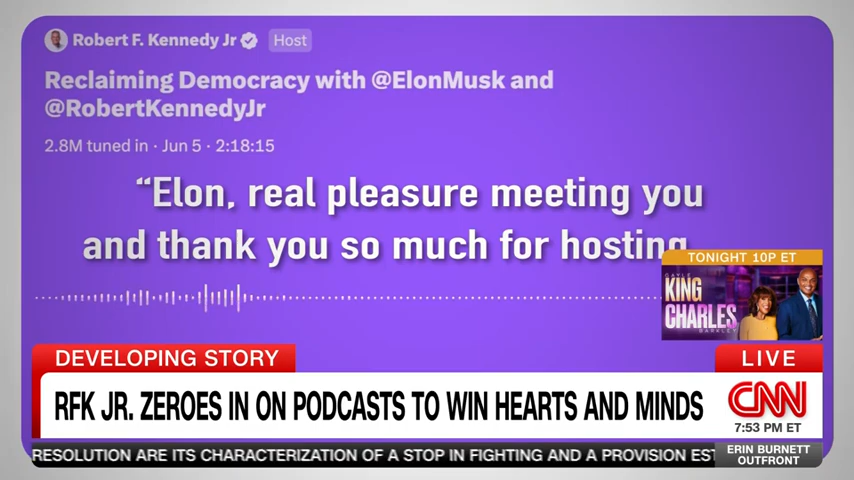 Robert F. Kennedy Jr Host
Reclaiming Democracy with @ElonMusk and
@RobertKennedyJr
2.8M tuned in · Jun 5 · 2:18:15
“Elon, real pleasure meeting you
and thank you so much for hosting
TONIGHT 10P ET
GAYLE
KING
CHARLES
BARKLEY
DEVELOPING STORY
LIVE
RFK JR. ZEROES IN ON PODCASTS TO WIN HEARTS AND MINDS
CNN
7:53 PM ET
RESOLUTION ARE ITS CHARACTERIZATION OF A STOP IN FIGHTING AND A PROVISION EST
ERIN BURNETT
OUTFRONT